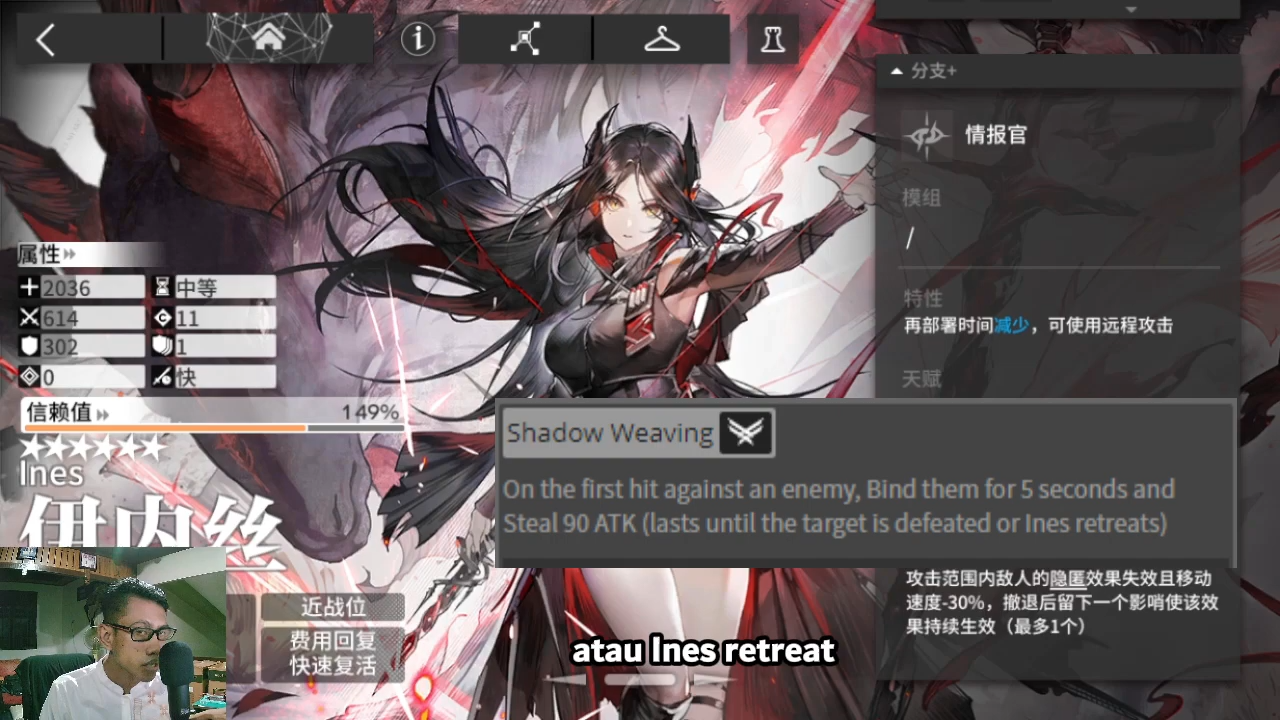 分支+
情报官
模组
/
特性
再部署时间减少，可使用远程攻击
天赋
属性
2036
中等
614
11
302
1
0
快
信赖值
149%
Ines
伊内丝
Shadow Weaving
On the first hit against an enemy, Bind them for 5 seconds and
Steal 90 ATK (lasts until the target is defeated or Ines retreats)
攻击范围内敌人的隐匿效果失效且移动
速度-30%，撤退后留下一个影哨使该效
果持续生效（最多1个）
近战位
费用回复
快速复活
atau Ines retreat